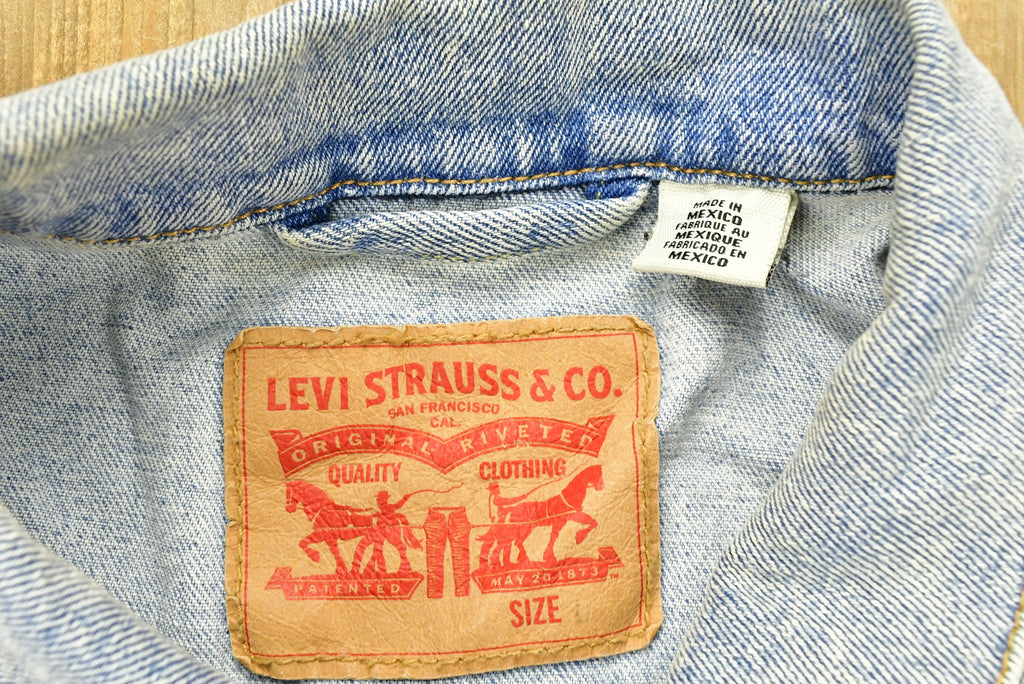 MADE IN
MEXICO
FABRIQUE AU
MEXIQUE
FABRICADO EN
MEXICO
LEVI STRAUSS & CO.
SAN FRANCISCO
CAL.
ORIGINAL RIVETED
QUALITY CLOTHING
PATENTED MAY 20 1873 ™
SIZE